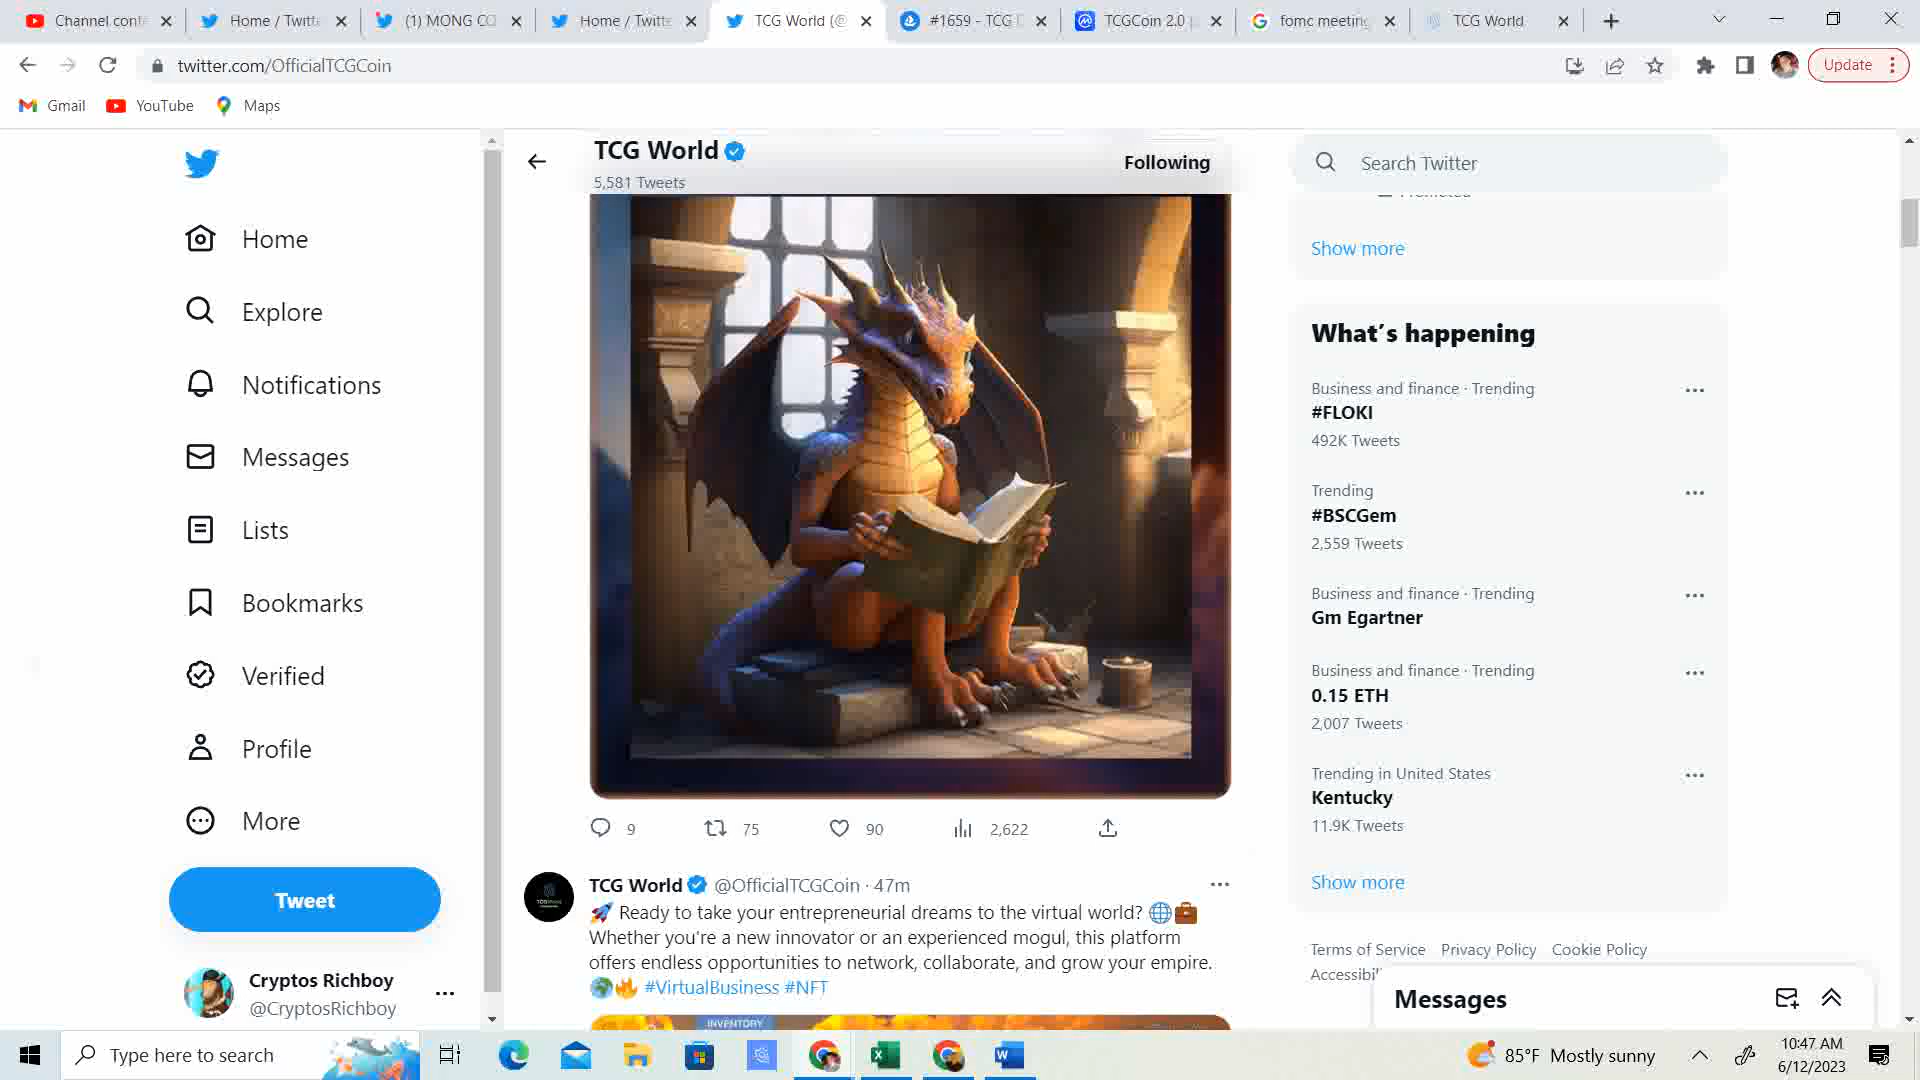 Channel cont
Home / Twitte
(1) MONG CO
Home / Twitte
TCG World (@
#1659 - TCG
TCGCoin 2.0
fomc meeting
TCG World
twitter.com/OfficialTCGCoin
Update
Gmail
YouTube
Maps
TCG World
5,581 Tweets
Following
Home
Explore
Notifications
Messages
Lists
Bookmarks
Verified
Profile
More
Tweet
Cryptos Richboy
@CryptosRichboy
9
75
90
2,622
TCG World @OfficialTCGCoin · 47m
🚀 Ready to take your entrepreneurial dreams to the virtual world? 🌐💼
Whether you're a new innovator or an experienced mogul, this platform
offers endless opportunities to network, collaborate, and grow your empire.
🌍🔥 #VirtualBusiness #NFT
INVENTORY
Search Twitter
Promoted
Show more
What's happening
Business and finance · Trending
#FLOKI
492K Tweets
Trending
#BSCGem
2,559 Tweets
Business and finance · Trending
Gm Egartner
Business and finance · Trending
0.15 ETH
2,007 Tweets
Trending in United States
Kentucky
11.9K Tweets
Show more
Terms of Service Privacy Policy Cookie Policy
Accessibil
Messages
Type here to search
85°F Mostly sunny
10:47 AM
6/12/2023